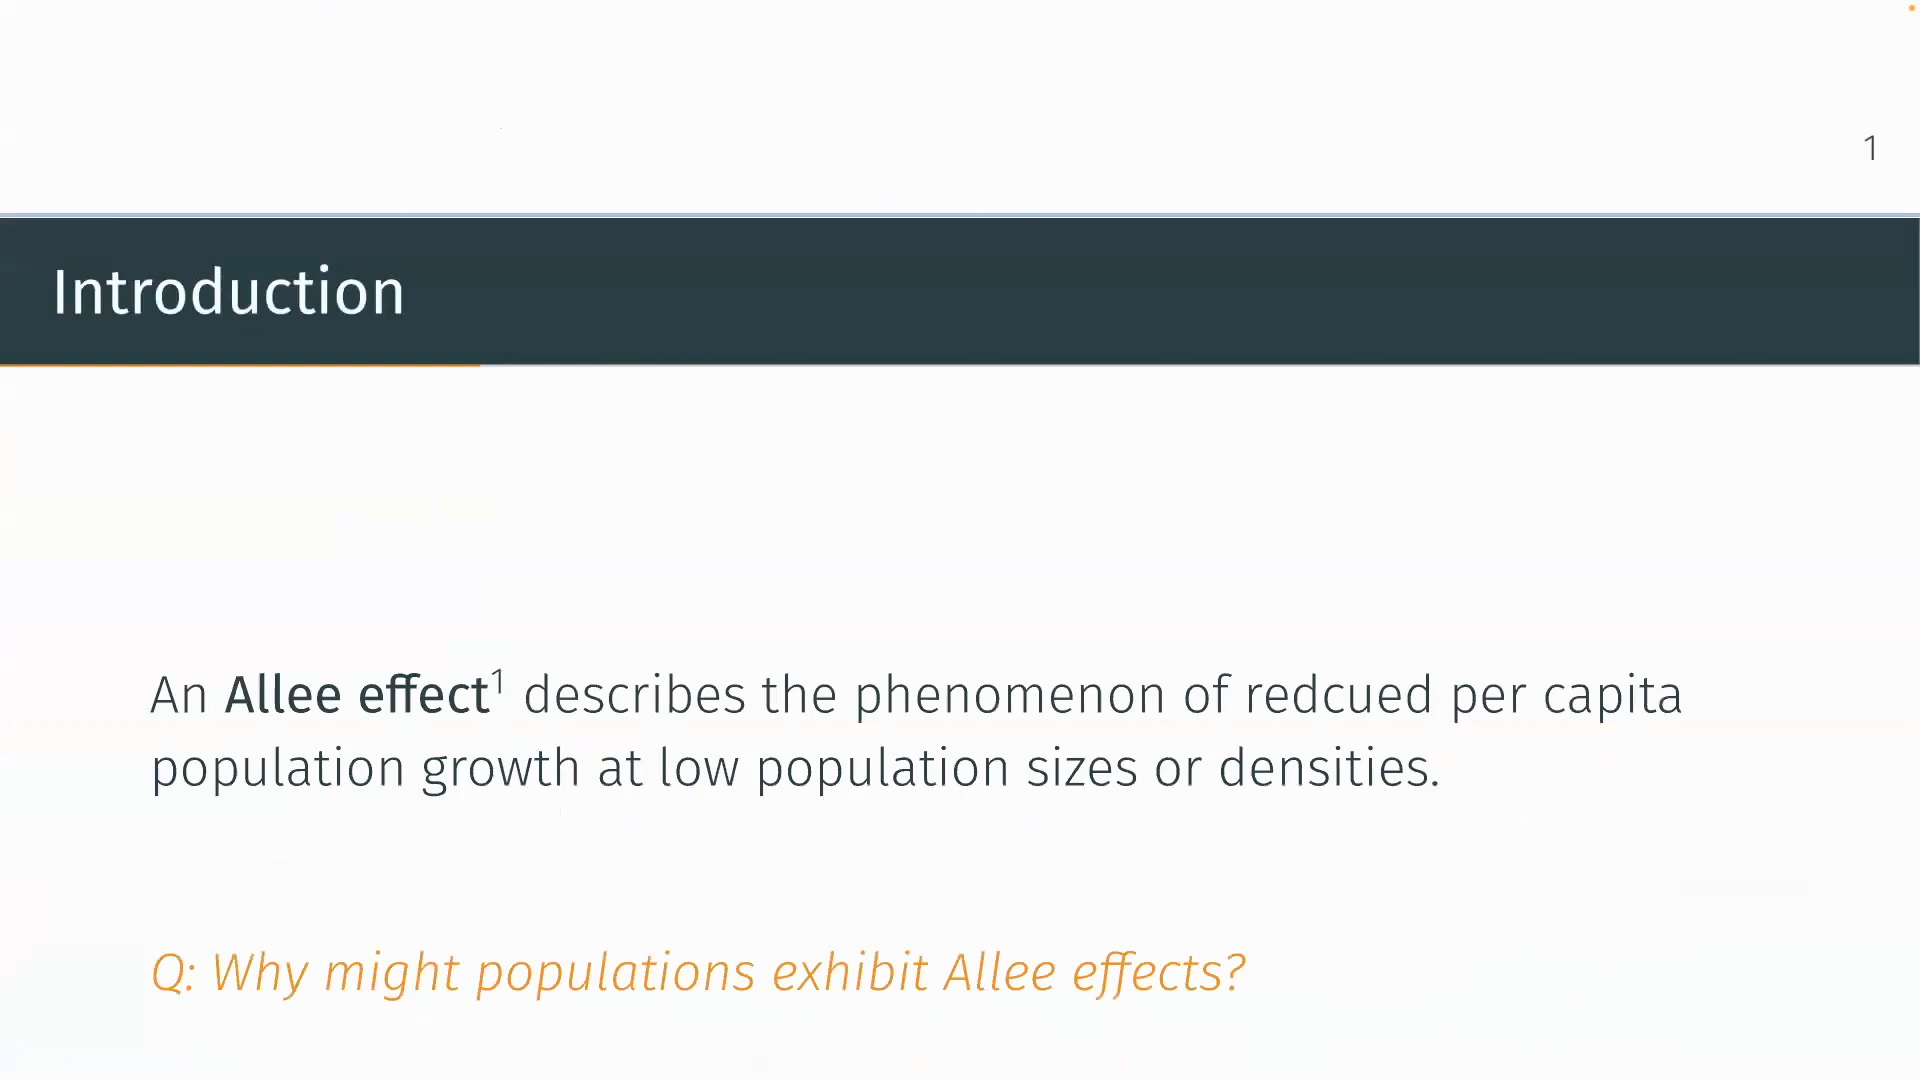 1
Introduction
An Allee effect¹ describes the phenomenon of redcued per capita
population growth at low population sizes or densities.
Q: Why might populations exhibit Allee effects?